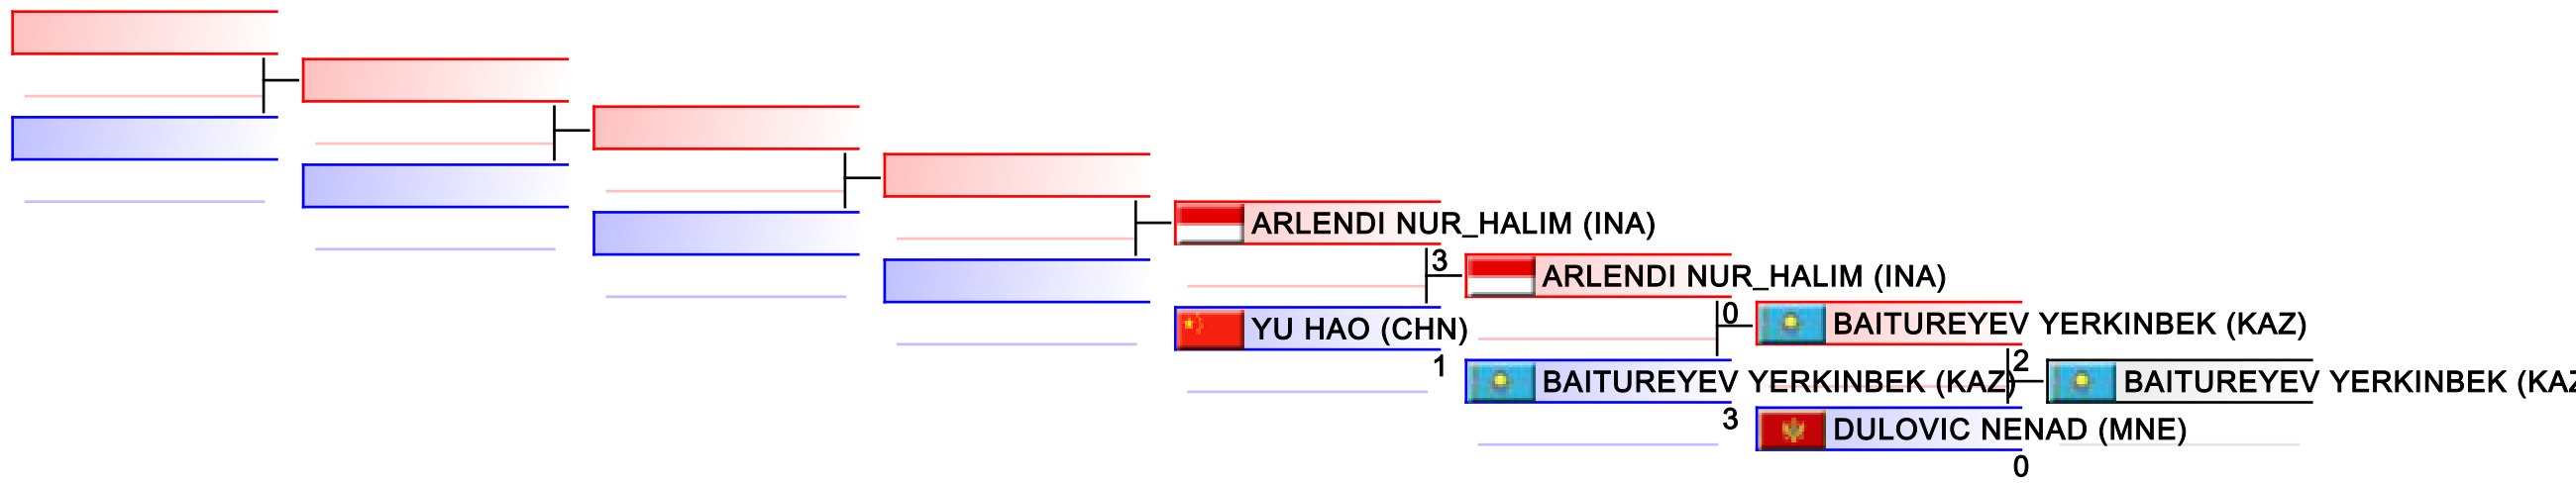 ARLENDI NUR_HALIM (INA)
3
ARLENDI NUR_HALIM (INA)
YU HAO (CHN)
1
0
BAITUREYEV YERKINBEK (KAZ)
BAITUREYEV YERKINBEK (KAZ)
3
2
BAITUREYEV YERKINBEK (KAZ
DULOVIC NENAD (MNE)
0